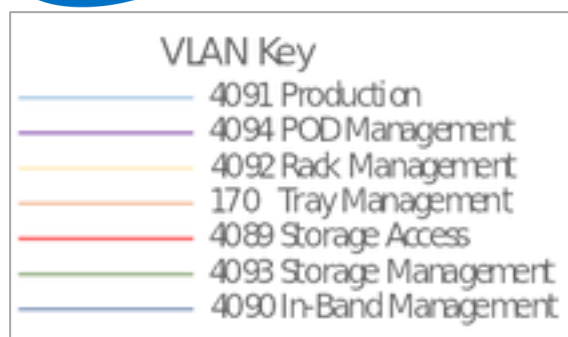 VLAN Key
4091 Production
4094 POD Management
4092 Rack Management
170 Tray Management
4089 Storage Access
4093 Storage Management
4090 In-Band Management